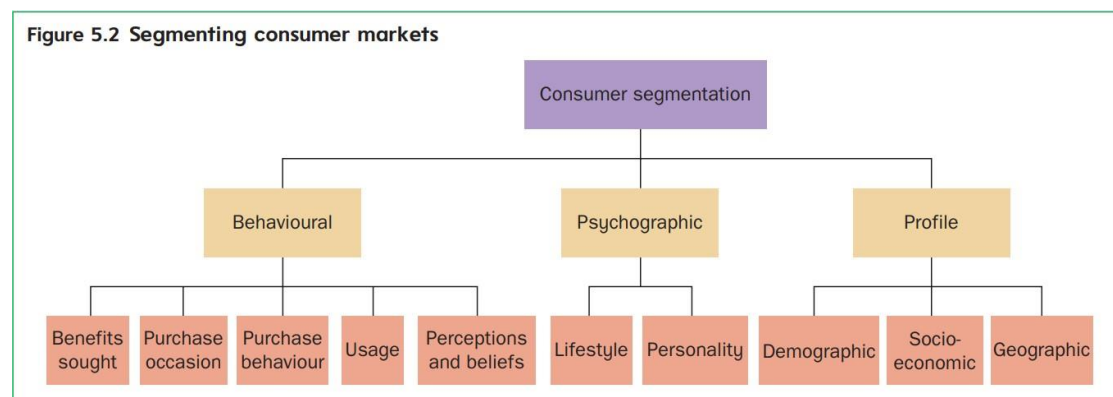 Figure 5.2 Segmenting consumer markets
Consumer segmentation
Behavioural
Psychographic
Profile
Benefits
sought
Purchase
occasion
Purchase
behaviour
Usage
Perceptions
and beliefs
Lifestyle
Personality
Demographic
Socio-
economic
Geographic